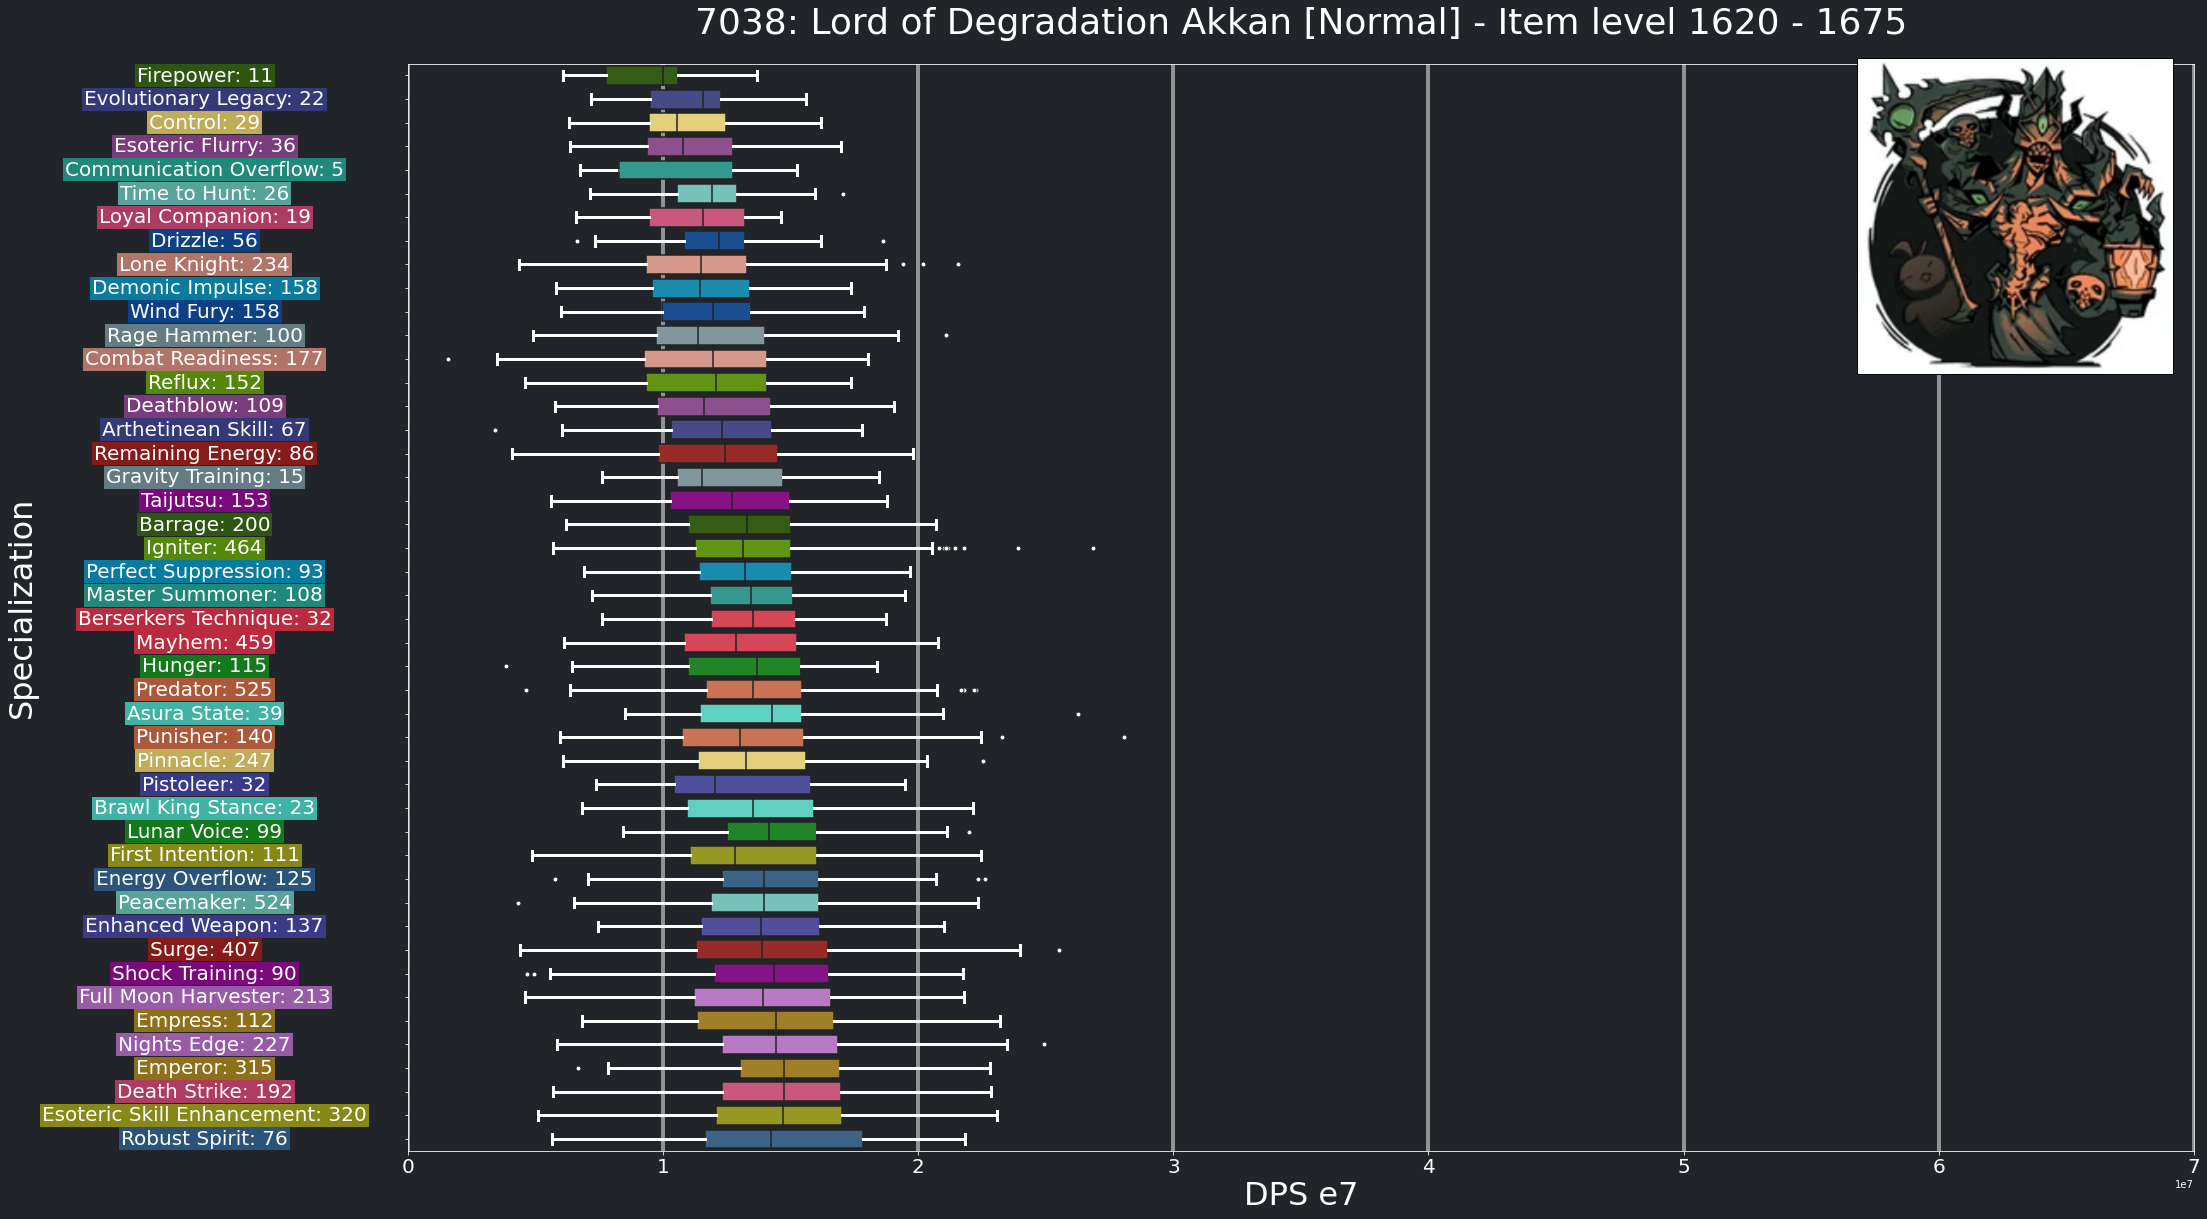 7038: Lord of Degradation Akkan [Normal] - Item level 1620 - 1675
Specialization
Firepower: 11
Evolutionary Legacy: 22
Control: 29
Esoteric Flurry: 36
Communication Overflow: 5
Time to Hunt: 26
Loyal Companion: 19
Drizzle: 56
Lone Knight: 234
Demonic Impulse: 158
Wind Fury: 158
Rage Hammer: 100
Combat Readiness: 177
Reflux: 152
Deathblow: 109
Arthetinean Skill: 67
Remaining Energy: 86
Gravity Training: 15
Taijutsu: 153
Barrage: 200
Igniter: 464
Perfect Suppression: 93
Master Summoner: 108
Berserkers Technique: 32
Mayhem: 459
Hunger: 115
Predator: 525
Asura State: 39
Punisher: 140
Pinnacle: 247
Pistoleer: 32
Brawl King Stance: 23
Lunar Voice: 99
First Intention: 111
Energy Overflow: 125
Peacemaker: 524
Enhanced Weapon: 137
Surge: 407
Shock Training: 90
Full Moon Harvester: 213
Empress: 112
Nights Edge: 227
Emperor: 315
Death Strike: 192
Esoteric Skill Enhancement: 320
Robust Spirit: 76
0 1 2 3 4 5 6 7
1e7
DPS e7